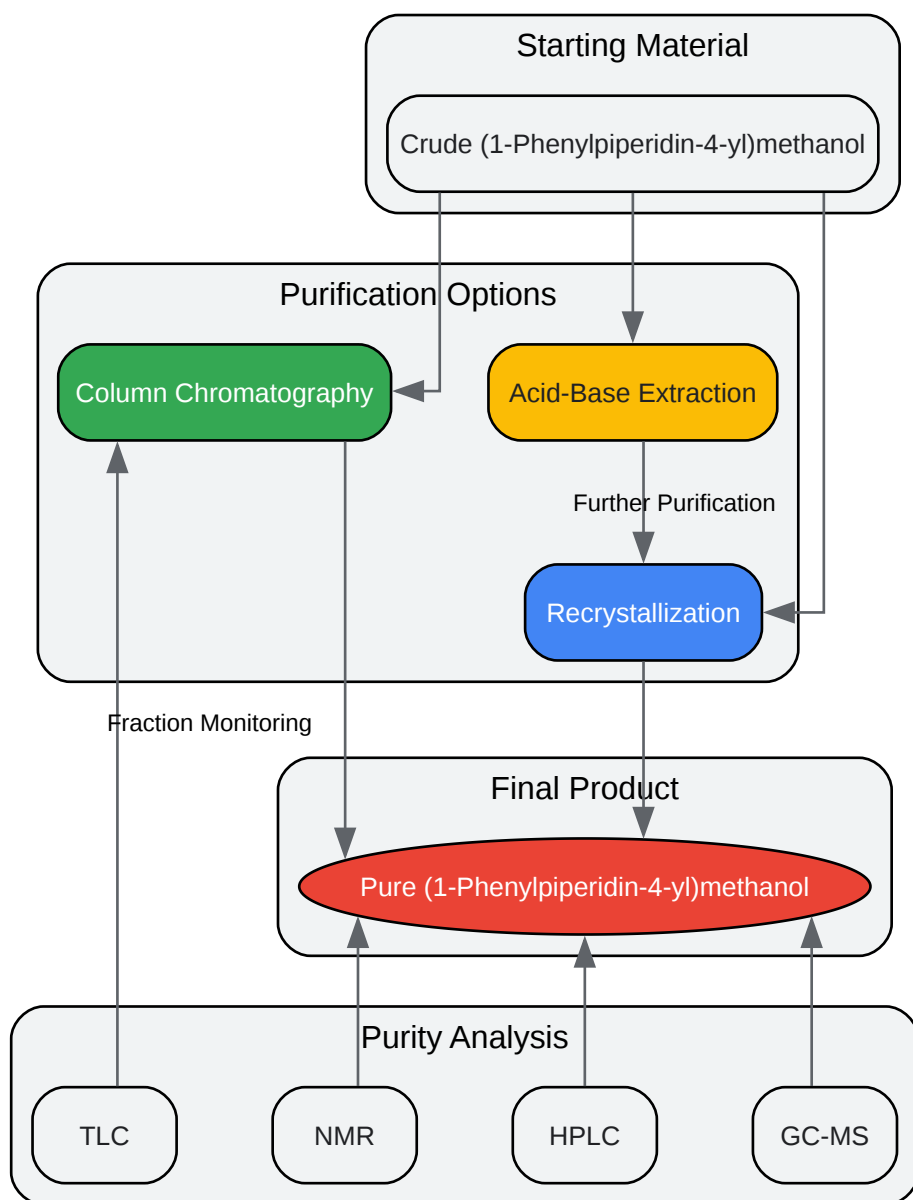 Starting Material
Crude (1-Phenylpiperidin-4-yl)methanol
Purification Options
Column Chromatography
Acid-Base Extraction
Further Purification
Recrystallization
Fraction Monitoring
Final Product
Pure (1-Phenylpiperidin-4-yl)methanol
Purity Analysis
TLC
NMR
HPLC
GC-MS